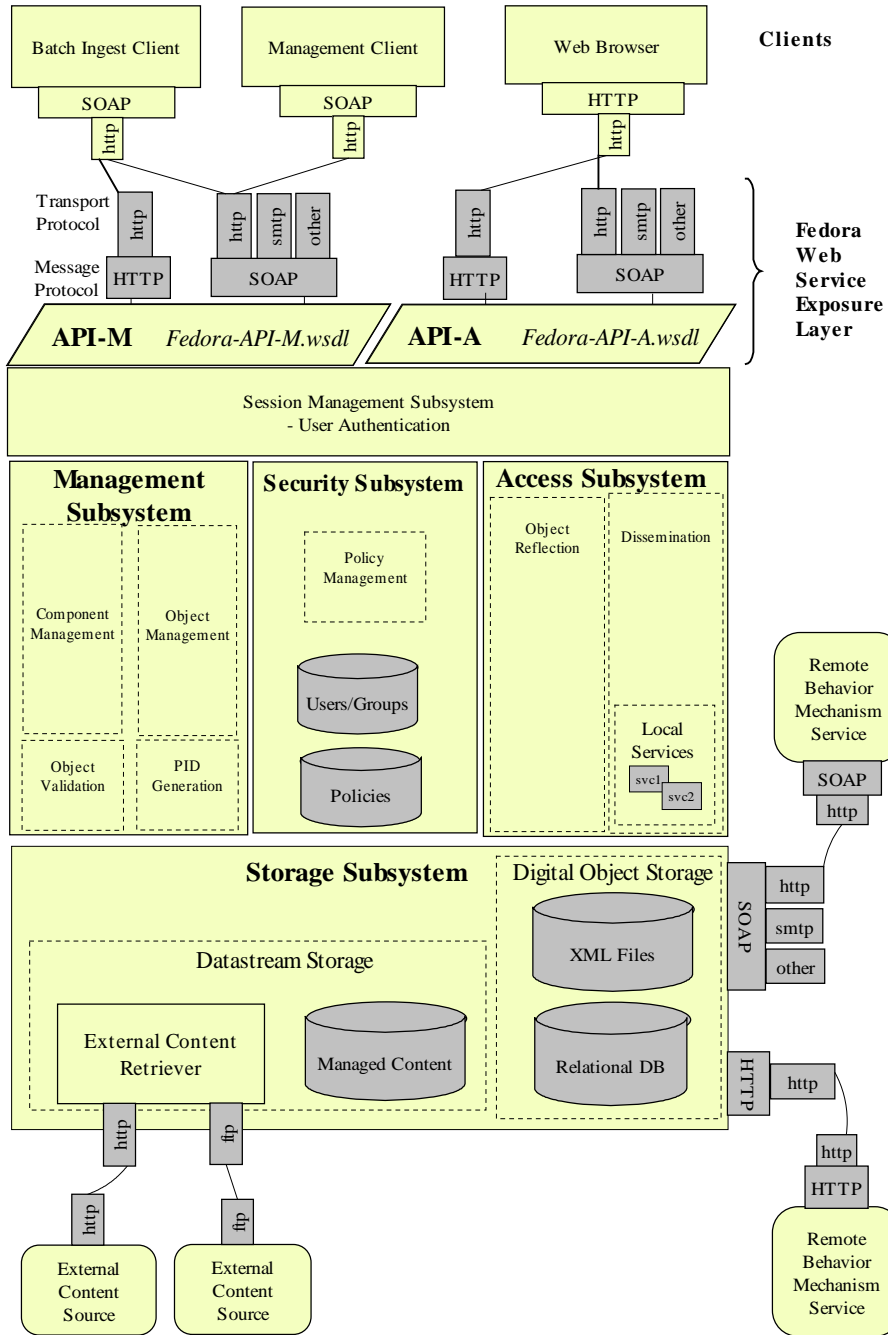 Batch Ingest Client
Management Client
Web Browser
Clients
SOAP
SOAP
HTTP
http
http
http
Transport
Protocol
http
http
smtp
other
http
http
smtp
other
Message
Protocol
HTTP
SOAP
HTTP
SOAP
Fedora
Web
Service
Exposure
Layer
API-M
Fedora-API-M.wsdl
API-A
Fedora-API-A.wsdl
Session Management Subsystem
- User Authentication
Management
Subsystem
Component
Management
Object
Management
Object
Validation
PID
Generation
Security Subsystem
Policy
Management
Users/Groups
Policies
Access Subsystem
Object
Reflection
Dissemination
Local
Services
svc1
svc2
Remote
Behavior
Mechanism
Service
SOAP
http
Storage Subsystem
Digital Object Storage
XML Files
Relational DB
Datastream Storage
External Content
Retriever
Managed Content
SOAP
http
smtp
other
HTTP
http
http
ftp
http
HTTP
http
ftp
External
Content
Source
External
Content
Source
Remote
Behavior
Mechanism
Service